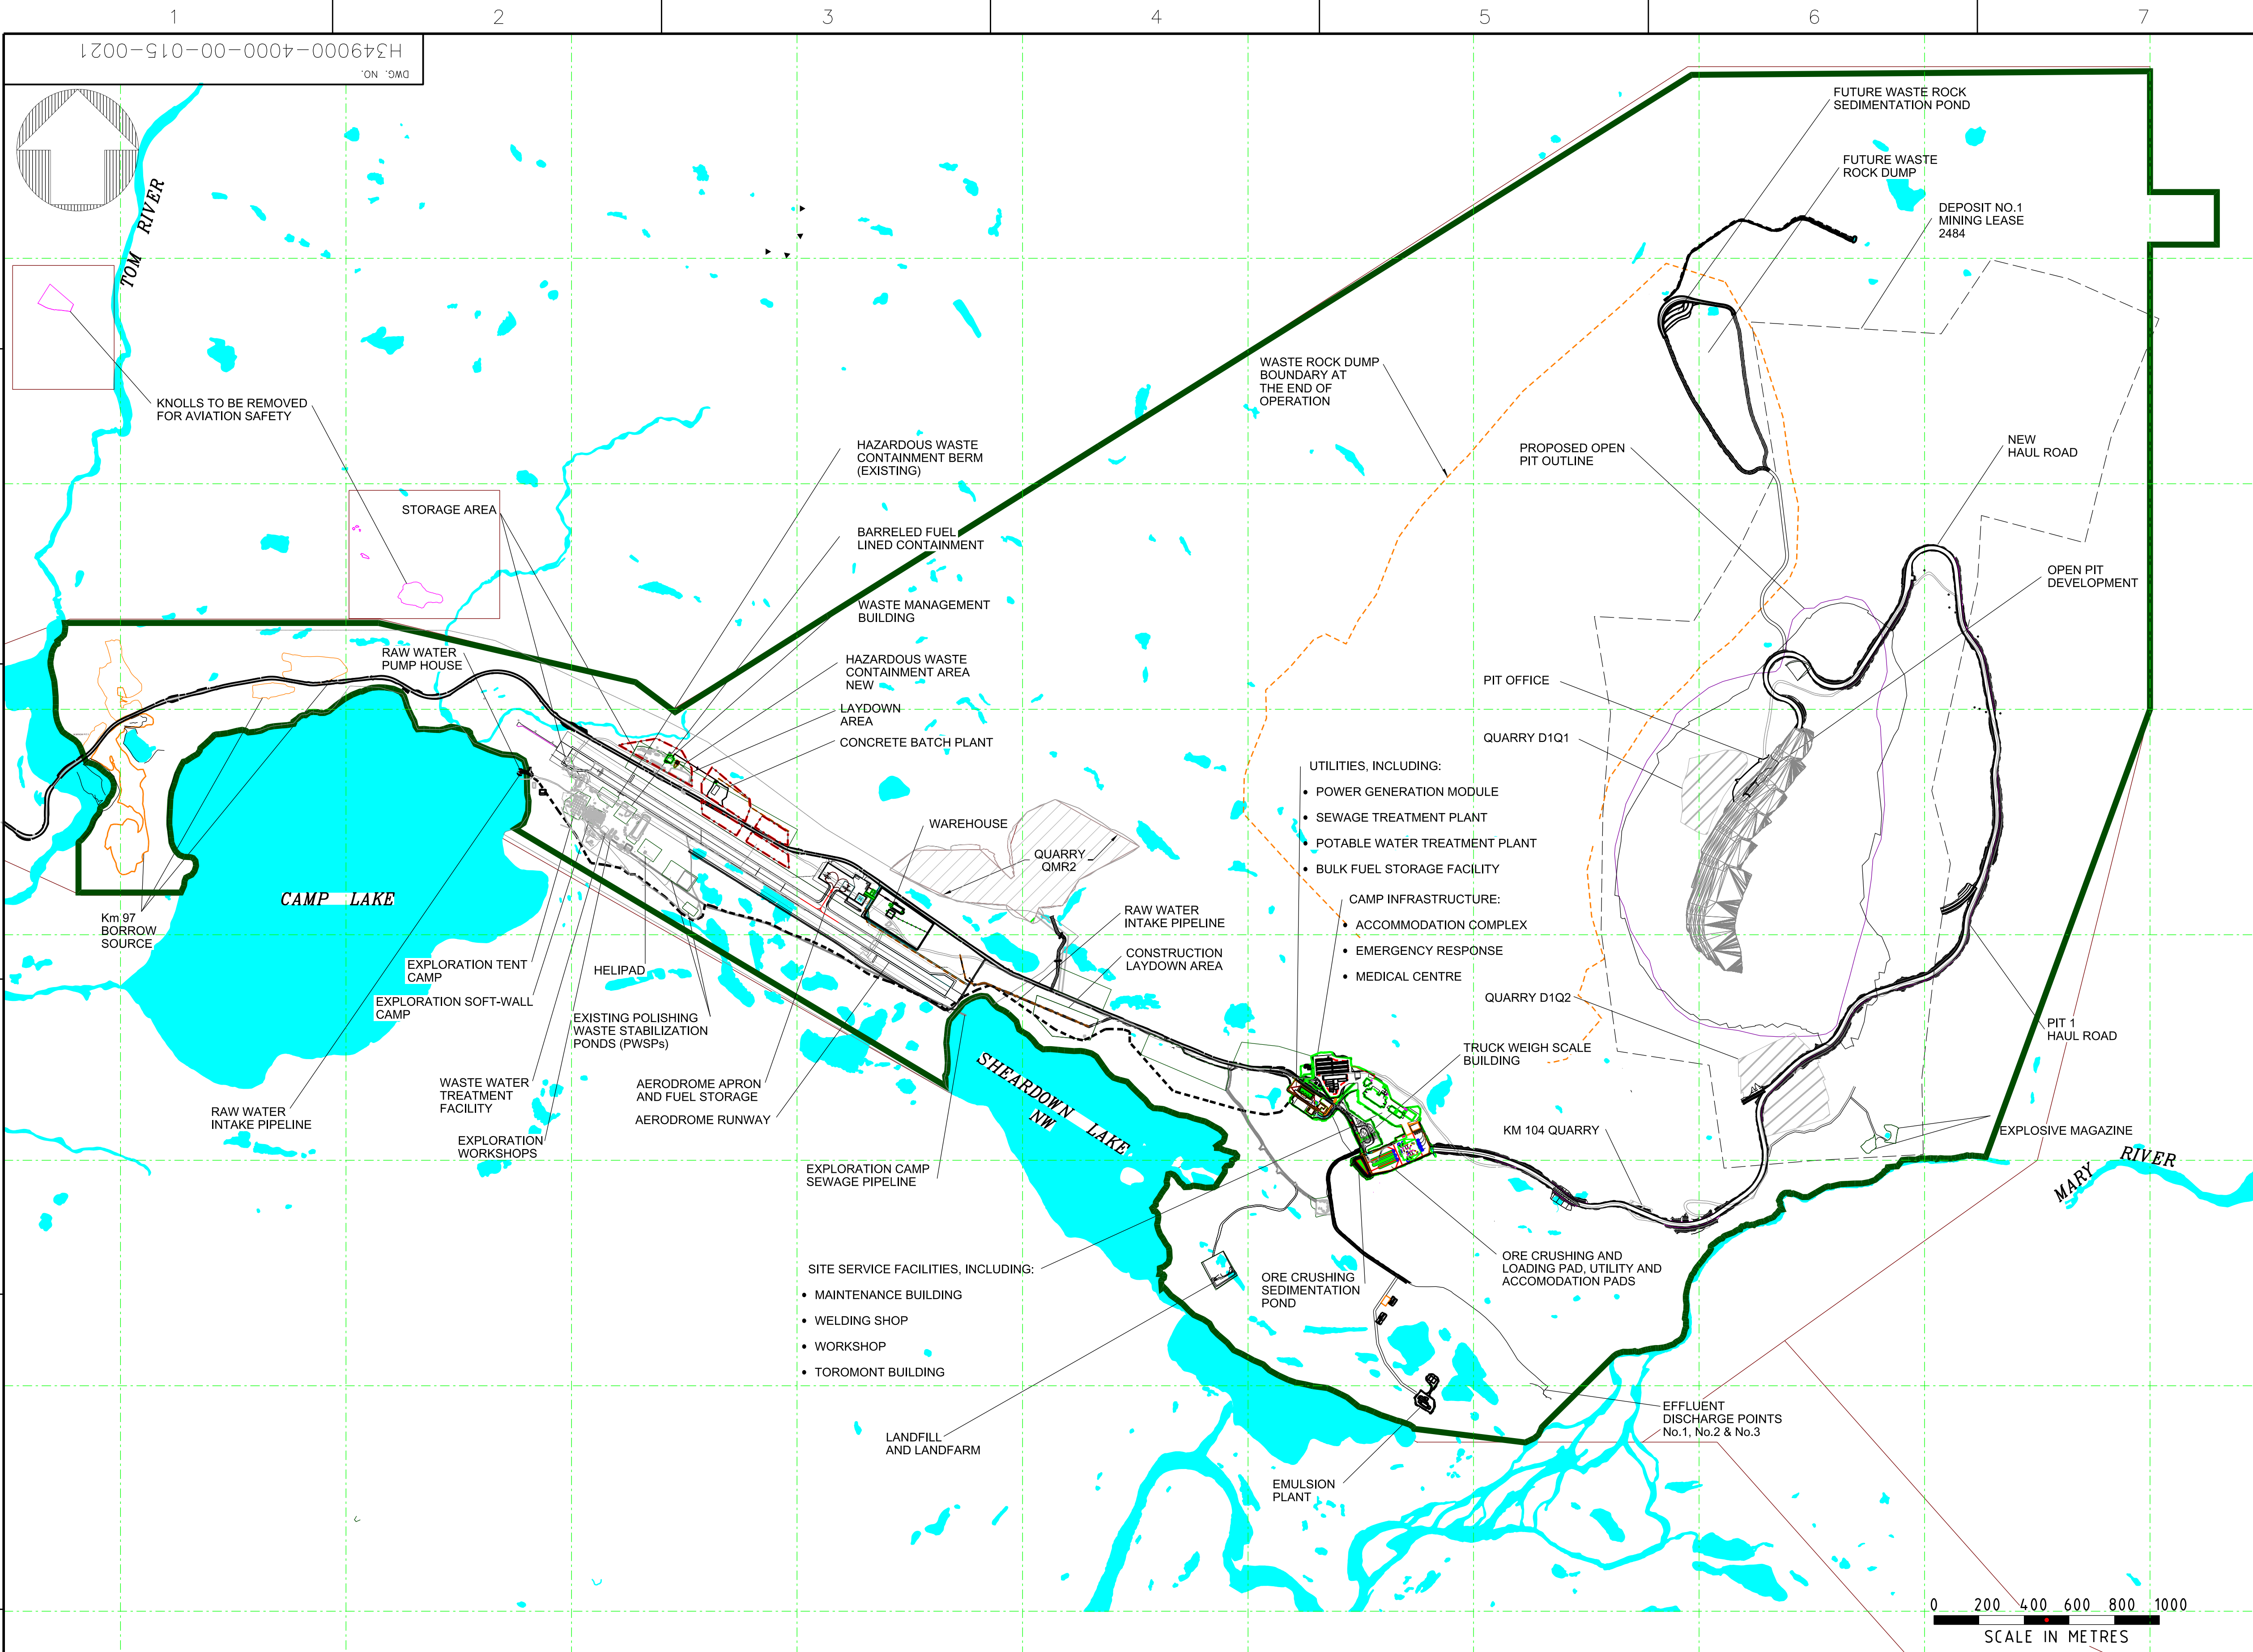 1 2 3 4 5 6 7
H349000-4000-00-015-0021
DWG. NO.
TOM RIVER
FUTURE WASTE ROCK
SEDIMENTATION POND
FUTURE WASTE
ROCK DUMP
DEPOSIT NO.1
MINING LEASE
2484
KNOLLS TO BE REMOVED
FOR AVIATION SAFETY
WASTE ROCK DUMP
BOUNDARY AT
THE END OF
OPERATION
HAZARDOUS WASTE
CONTAINMENT BERM
(EXISTING)
PROPOSED OPEN
PIT OUTLINE
NEW
HAUL ROAD
STORAGE AREA
BARRELED FUEL
LINED CONTAINMENT
OPEN PIT
DEVELOPMENT
WASTE MANAGEMENT
BUILDING
RAW WATER
PUMP HOUSE
HAZARDOUS WASTE
CONTAINMENT AREA
NEW
PIT OFFICE
LAYDOWN
AREA
CONCRETE BATCH PLANT
QUARRY D1Q1
UTILITIES, INCLUDING:
• POWER GENERATION MODULE
• SEWAGE TREATMENT PLANT
• POTABLE WATER TREATMENT PLANT
• BULK FUEL STORAGE FACILITY
WAREHOUSE
QUARRY
QMR2
CAMP LAKE
CAMP INFRASTRUCTURE:
• ACCOMMODATION COMPLEX
• EMERGENCY RESPONSE
• MEDICAL CENTRE
Km 97
BORROW
SOURCE
RAW WATER
INTAKE PIPELINE
CONSTRUCTION
LAYDOWN AREA
EXPLORATION TENT
CAMP
HELIPAD
EXPLORATION SOFT-WALL
CAMP
EXISTING POLISHING
WASTE STABILIZATION
PONDS (PWSPs)
QUARRY D1Q2
PIT 1
HAUL ROAD
TRUCK WEIGH SCALE
BUILDING
SHEARDOWN LAKE
NW
WASTE WATER
TREATMENT
FACILITY
AERODROME APRON
AND FUEL STORAGE
AERODROME RUNWAY
RAW WATER
INTAKE PIPELINE
EXPLORATION
WORKSHOPS
KM 104 QUARRY
EXPLOSIVE MAGAZINE
MARY RIVER
EXPLORATION CAMP
SEWAGE PIPELINE
SITE SERVICE FACILITIES, INCLUDING:
• MAINTENANCE BUILDING
• WELDING SHOP
• WORKSHOP
• TOROMONT BUILDING
ORE CRUSHING
SEDIMENTATION
POND
ORE CRUSHING AND
LOADING PAD, UTILITY AND
ACCOMODATION PADS
LANDFILL
AND LANDFARM
EFFLUENT
DISCHARGE POINTS
No.1, No.2 & No.3
EMULSION
PLANT
0 200 400 600 800 1000
SCALE IN METRES